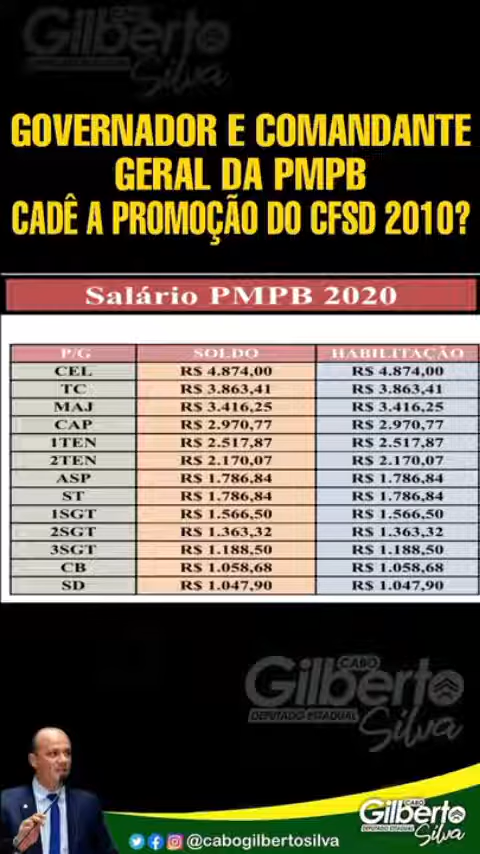 Gilberto
Silva
GOVERNADOR E COMANDANTE
GERAL DA PMPB
CADÊ A PROMOÇÃO DO CFSD 2010?
Salário PMPB 2020
P/G SOLDO HABILITAÇÃO
CEL R$ 4.874,00 R$ 4.874,00
TC R$ 3.863,41 R$ 3.863,41
MAJ R$ 3.416,25 R$ 3.416,25
CAP R$ 2.970,77 R$ 2.970,77
1TEN R$ 2.517,87 R$ 2.517,87
2TEN R$ 2.170,07 R$ 2.170,07
ASP R$ 1.786,84 R$ 1.786,84
ST R$ 1.786,84 R$ 1.786,84
1SGT R$ 1.566,50 R$ 1.566,50
2SGT R$ 1.363,32 R$ 1.363,32
3SGT R$ 1.188,50 R$ 1.188,50
CB R$ 1.058,68 R$ 1.058,68
SD R$ 1.047,90 R$ 1.047,90
CABO
Gilberto
DEPUTADO ESTADUAL
Silva
CABO
Gilberto
DEPUTADO ESTADUAL
Silva
@cabogilbertosilva